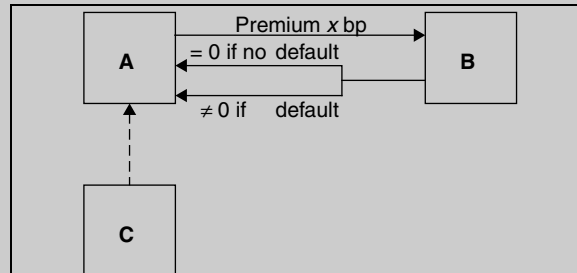 Premium x bp
= 0 if no default
A
B
≠ 0 if default
C